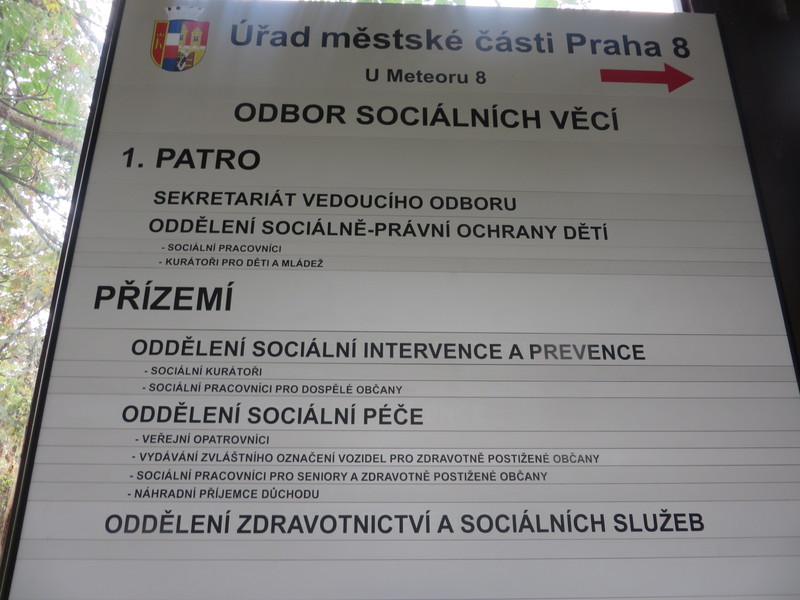 Úřad městské části Praha 8
U Meteoru 8
ODBOR SOCIÁLNÍCH VĚCÍ
1. PATRO
SEKRETARIÁT VEDOUCÍHO ODBORU
ODDĚLENÍ SOCIÁLNĚ-PRÁVNÍ OCHRANY DĚTÍ
- SOCIÁLNÍ PRACOVNÍCI
- KURÁTOŘI PRO DĚTI A MLÁDEŽ
PŘÍZEMÍ
ODDĚLENÍ SOCIÁLNÍ INTERVENCE A PREVENCE
- SOCIÁLNÍ KURÁTOŘI
- SOCIÁLNÍ PRACOVNÍCI PRO DOSPĚLÉ OBČANY
ODDĚLENÍ SOCIÁLNÍ PÉČE
- VEŘEJNÍ OPATROVNÍCI
- VYDÁVÁNÍ ZVLÁŠTNÍHO OZNAČENÍ VOZIDEL PRO ZDRAVOTNĚ POSTIŽENÉ OBČANY
- SOCIÁLNÍ PRACOVNÍCI PRO SENIORY A ZDRAVOTNĚ POSTIŽENÉ OBČANY
- NÁHRADNÍ PŘÍJEMCE DŮCHODU
ODDĚLENÍ ZDRAVOTNICTVÍ A SOCIÁLNÍCH SLUŽEB